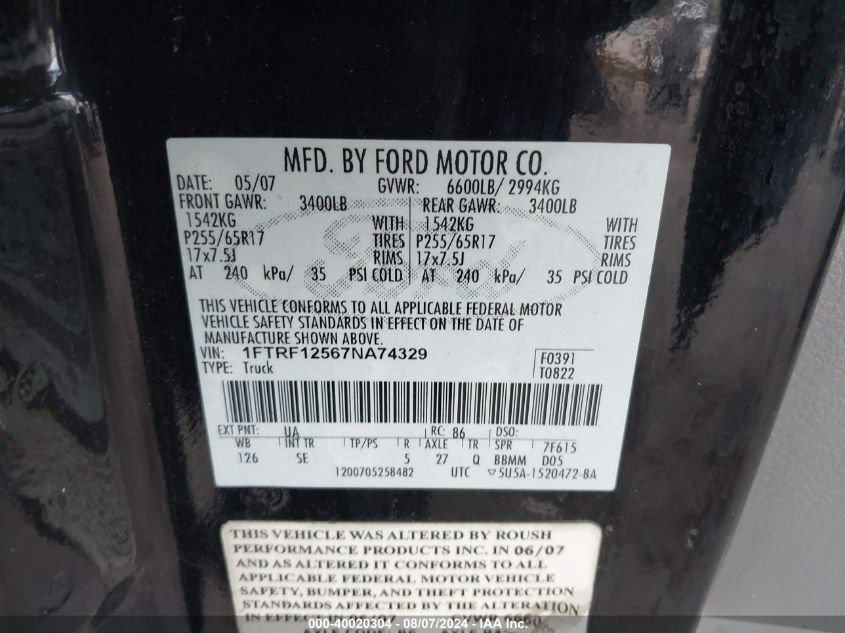 MFD. BY FORD MOTOR CO.
DATE: 05/07 GVWR: 6600LB/ 2994KG
FRONT GAWR: 3400LB REAR GAWR: 3400LB
1542KG WITH 1542KG WITH
P255/65R17 TIRES P255/65R17 TIRES
17x7.5J RIMS 17x7.5J RIMS
AT 240 kPa/ 35 PSI COLD AT 240 kPa/ 35 PSI COLD
Ford
THIS VEHICLE CONFORMS TO ALL APPLICABLE FEDERAL MOTOR
VEHICLE SAFETY STANDARDS IN EFFECT ON THE DATE OF
MANUFACTURE SHOWN ABOVE.
VIN: 1FTRF12567NA74329
TYPE: Truck
F0391
T0822
EXT PNT: UA RC: 86 DSO:
WB INT TR TP/PS R AXLE TR SPR 7F615
126 SE 5 27 Q BBMM D05
1200705258482 UTC ▽5U5A-1520472-BA
THIS VEHICLE WAS ALTERED BY ROUSH
PERFORMANCE PRODUCTS INC. IN 06/07
AND AS ALTERED IT CONFORMS TO ALL
APPLICABLE FEDERAL MOTOR VEHICLE
SAFETY, BUMPER, AND THEFT PROTECTION
STANDARDS AFFECTED BY THE ALTERATION
IN EFFECT
000-40020304 - 08/07/2024 - IAAI.com